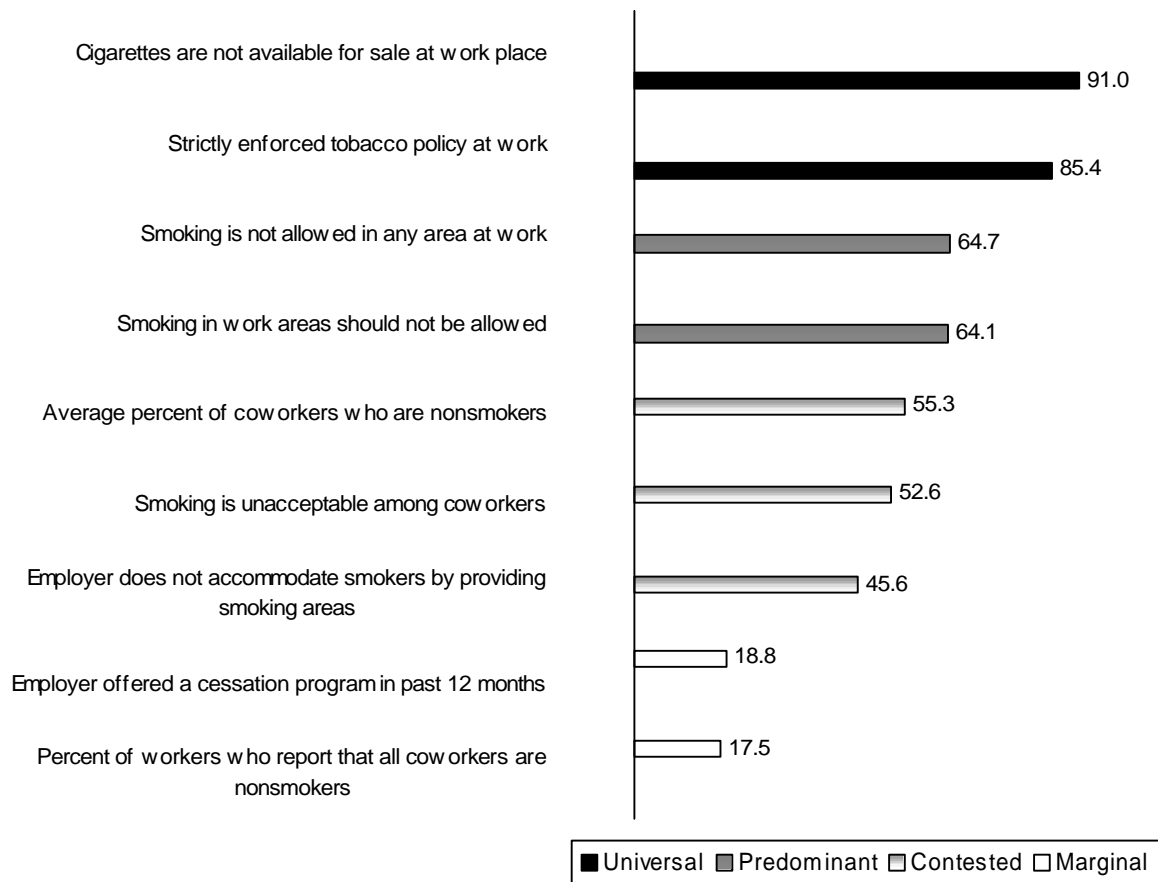 Cigarettes are not available for sale at work place
91.0
Strictly enforced tobacco policy at work
85.4
Smoking is not allowed in any area at work
64.7
Smoking in work areas should not be allowed
64.1
Average percent of coworkers who are nonsmokers
55.3
Smoking is unacceptable among coworkers
52.6
Employer does not accommodate smokers by providing
smoking areas
45.6
Employer offered a cessation program in past 12 months
18.8
Percent of workers who report that all coworkers are
nonsmokers
17.5
Universal Predominant Contested Marginal